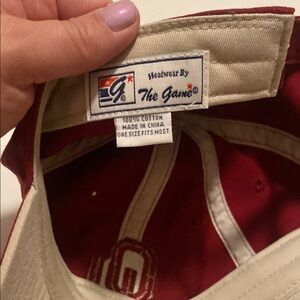 Headwear By
G
The Game®
100% COTTON
MADE IN CHINA
ONE SIZE FITS MOST